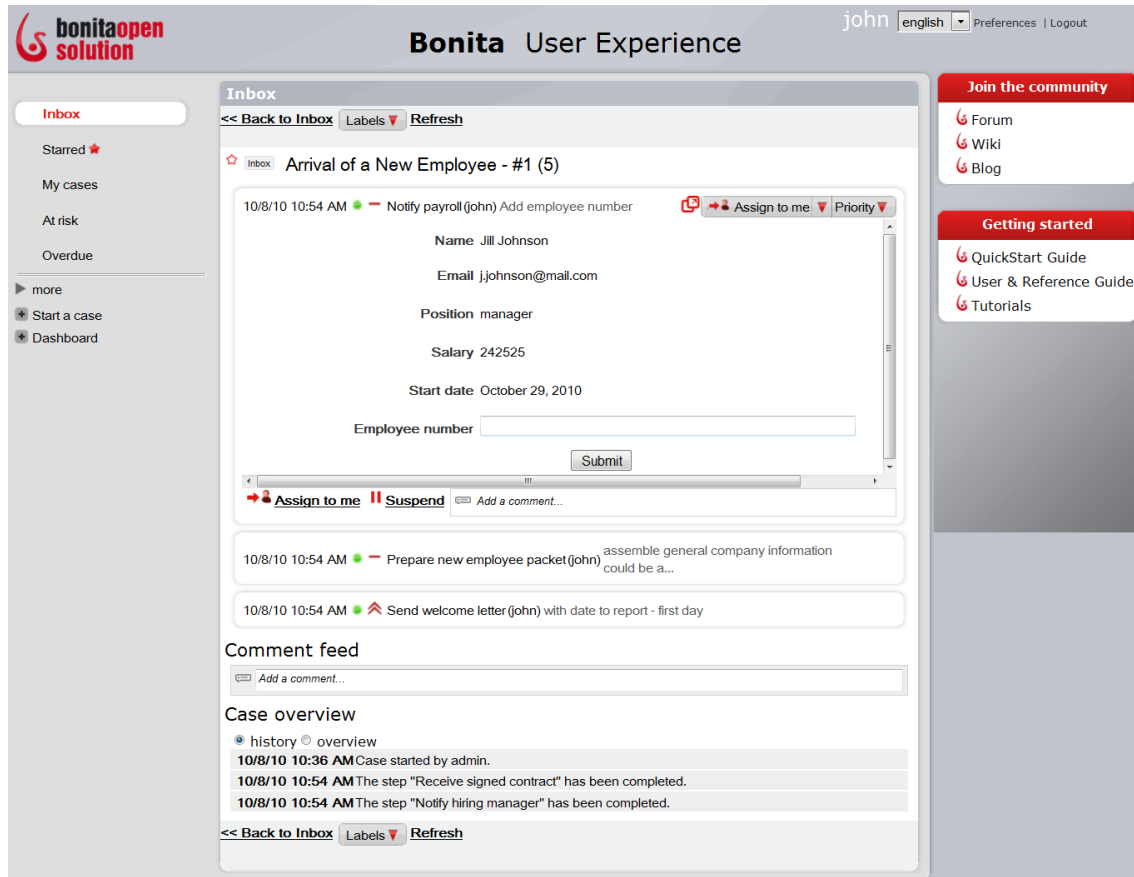 bonitaopen
solution
Bonita User Experience
john english Preferences | Logout
Inbox
Starred
My cases
At risk
Overdue
more
Start a case
Dashboard
Inbox
<< Back to Inbox Labels Refresh
Inbox Arrival of a New Employee - #1 (5)
10/8/10 10:54 AM Notify payroll (john) Add employee number Assign to me Priority
Name Jill Johnson
Email j.johnson@mail.com
Position manager
Salary 242525
Start date October 29, 2010
Employee number
Submit
Assign to me Suspend Add a comment...
10/8/10 10:54 AM Prepare new employee packet (john) assemble general company information
could be a...
10/8/10 10:54 AM Send welcome letter (john) with date to report - first day
Comment feed
Add a comment...
Case overview
history overview
10/8/10 10:36 AM Case started by admin.
10/8/10 10:54 AM The step "Receive signed contract" has been completed.
10/8/10 10:54 AM The step "Notify hiring manager" has been completed.
<< Back to Inbox Labels Refresh
Join the community
Forum
Wiki
Blog
Getting started
QuickStart Guide
User & Reference Guide
Tutorials